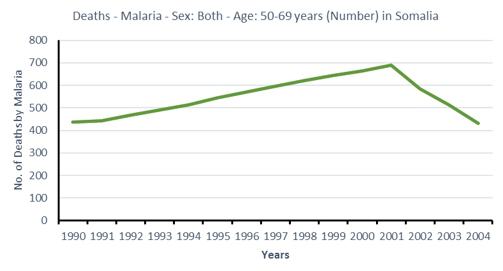 Deaths - Malaria - Sex: Both - Age: 50-69 years (Number) in Somalia
No. of Deaths by Malaria
800
700
600
500
400
300
200
100
0
1990 1991 1992 1993 1994 1995 1996 1997 1998 1999 2000 2001 2002 2003 2004
Years